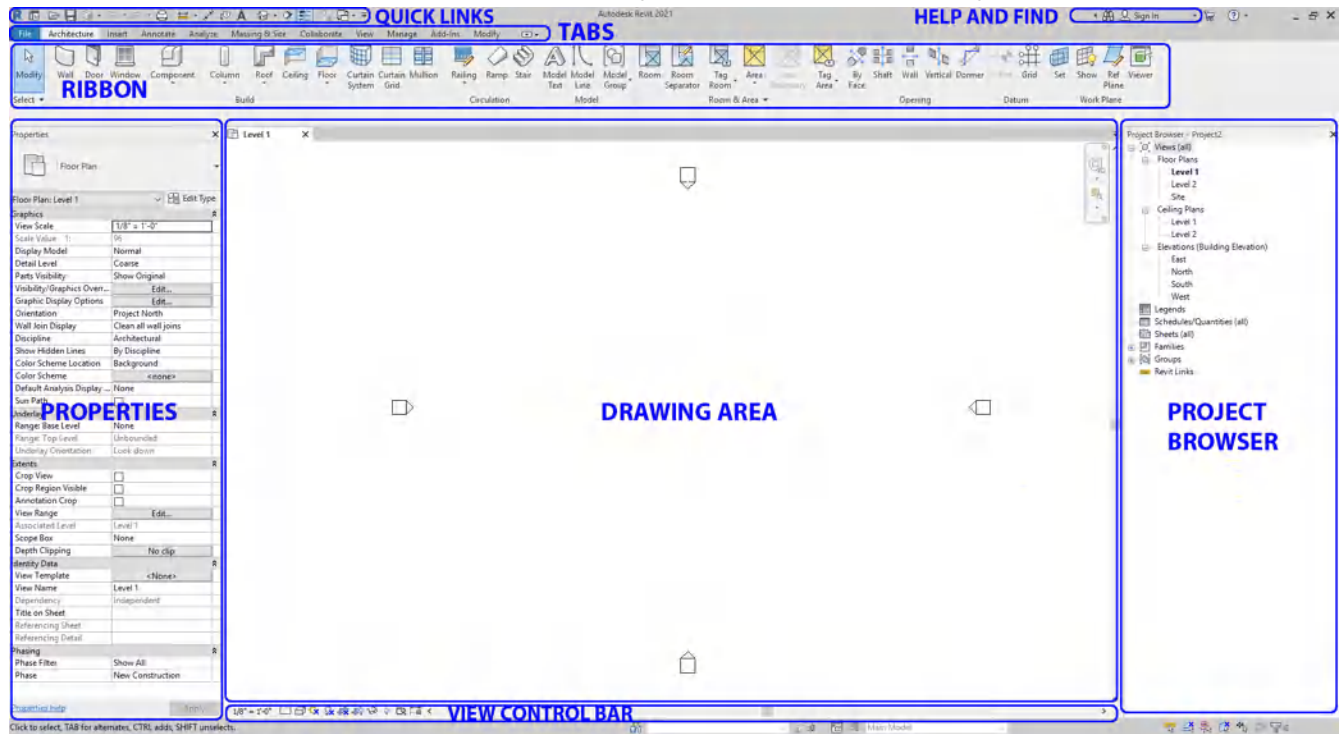 QUICK LINKS
Autodesk Revit 2021
HELP AND FIND
Sign In
File Architecture Insert Annotate Analyze Massing & Site Collaborate View Manage Add-Ins Modify
TABS
Modify Wall Door Window Component Column Roof Ceiling Floor Curtain System Curtain Grid Mullion Railing Ramp Stair Model Text Model Line Model Group Room Room Separator Tag Room Area Tag Area By Face Shaft Wall Vertical Dormer Grid Set Show Ref Plane Viewer
RIBBON
Select Build Circulation Model Room & Area Opening Datum Work Plane
Properties
Floor Plan
Floor Plan: Level 1 Edit Type
Graphics
View Scale 1/8" = 1'-0"
Scale Value 1: 96
Display Model Normal
Detail Level Coarse
Parts Visibility Show Original
Visibility/Graphics Overr... Edit...
Graphic Display Options Edit...
Orientation Project North
Wall Join Display Clean all wall joins
Discipline Architectural
Show Hidden Lines By Discipline
Color Scheme Location Background
Color Scheme <none>
Default Analysis Display ... None
Sun Path
Underlay
PROPERTIES
Range: Base Level None
Range: Top Level Unbounded
Underlay Orientation Look down
Extents
Crop View
Crop Region Visible
Annotation Crop
View Range Edit...
Associated Level Level 1
Scope Box None
Depth Clipping No clip
Identity Data
View Template <None>
View Name Level 1
Dependency Independent
Title on Sheet
Referencing Sheet
Referencing Detail
Phasing
Phase Filter Show All
Phase New Construction
Properties help Apply
Level 1
DRAWING AREA
1/8" = 1'-0"
VIEW CONTROL BAR
Project Browser - Project2
Views (all)
Floor Plans
Level 1
Level 2
Site
Ceiling Plans
Level 1
Level 2
Elevations (Building Elevation)
East
North
South
West
Legends
Schedules/Quantities (all)
Sheets (all)
Families
Groups
Revit Links
PROJECT
BROWSER
Click to select, TAB for alternates, CTRL adds, SHIFT unselects.
:0 Main Model